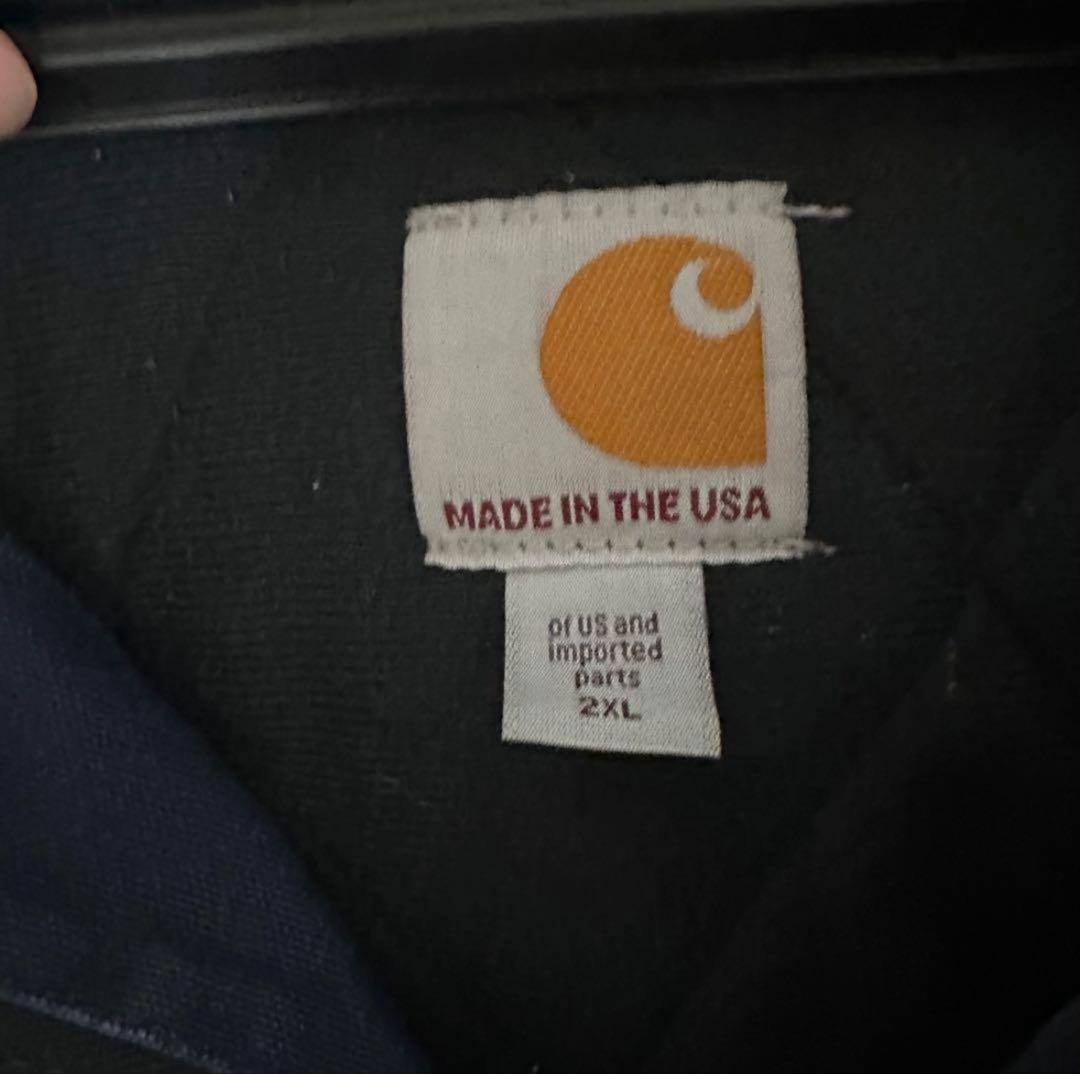 MADE IN THE USA
of US and
imported
parts
2XL